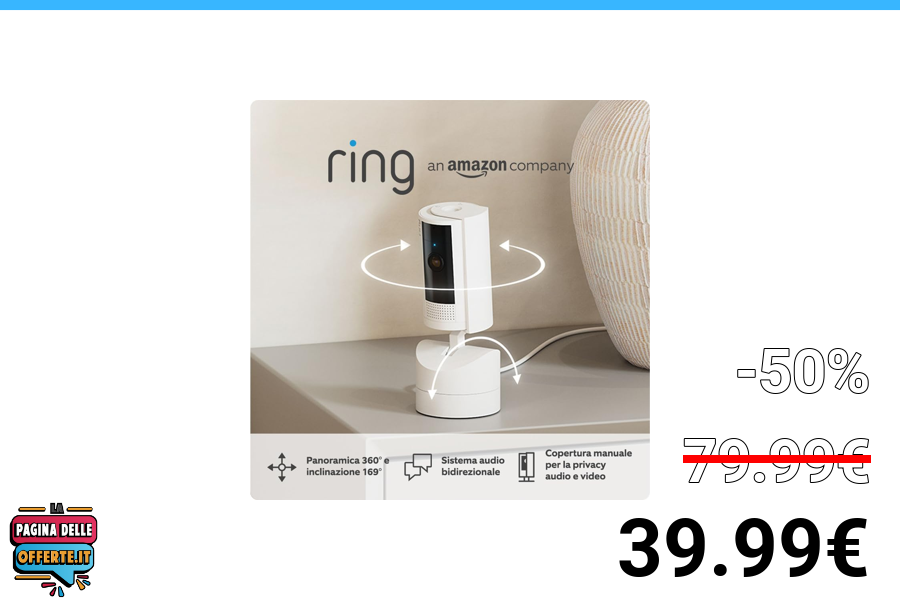 ring an amazon company
Panoramica 360° e
inclinazione 169°
Sistema audio
bidirezionale
Copertura manuale
per la privacy
audio e video
-50%
79.99€
39.99€
LA
PAGINA DELLE
OFFERTE.IT